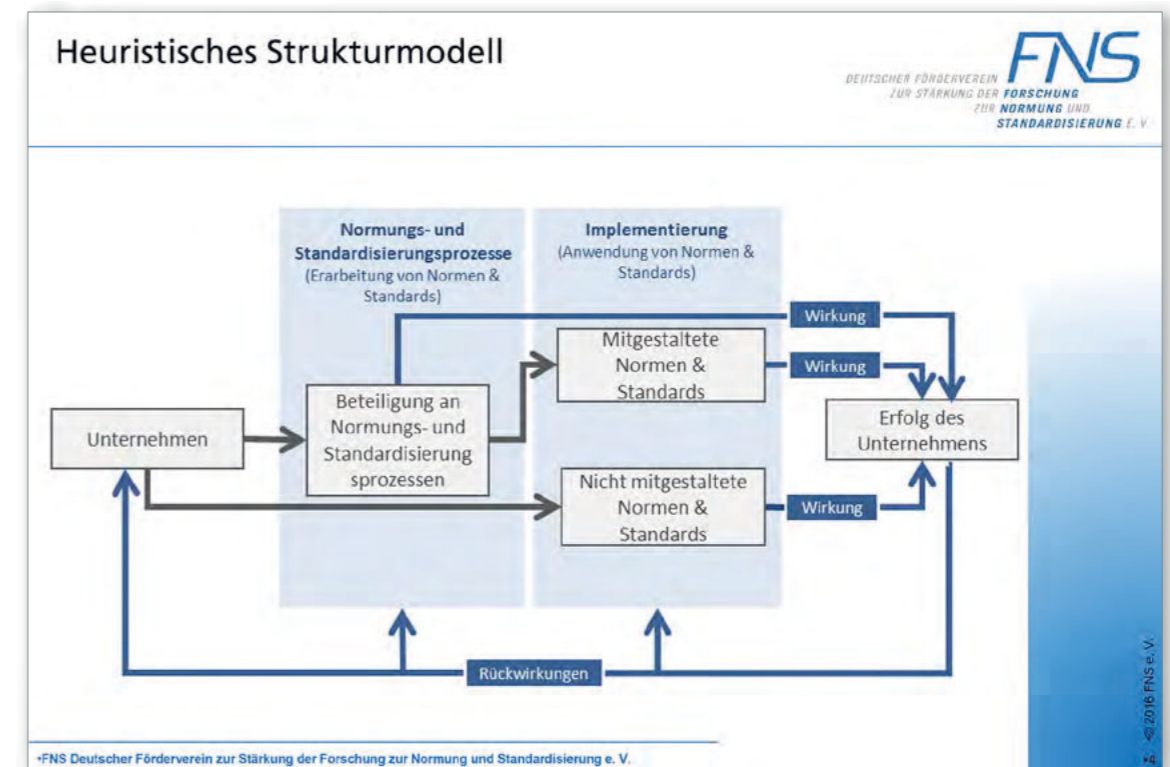 Heuristisches Strukturmodell
FNS
DEUTSCHER FÖRDERVEREIN
ZUR STÄRKUNG DER FORSCHUNG
ZUR NORMUNG UND
STANDARDISIERUNG E. V.
Normungs- und
Standardisierungsprozesse
(Erarbeitung von Normen &
Standards)
Implementierung
(Anwendung von Normen &
Standards)
Wirkung
Mitgestaltete
Normen &
Standards
Wirkung
Unternehmen
Beteiligung an
Normungs- und
Standardisierung
sprozessen
Erfolg des
Unternehmens
Nicht mitgestaltete
Normen &
Standards
Wirkung
Rückwirkungen
•FNS Deutscher Förderverein zur Stärkung der Forschung zur Normung und Standardisierung e. V.
© 2016 FNS e. V.